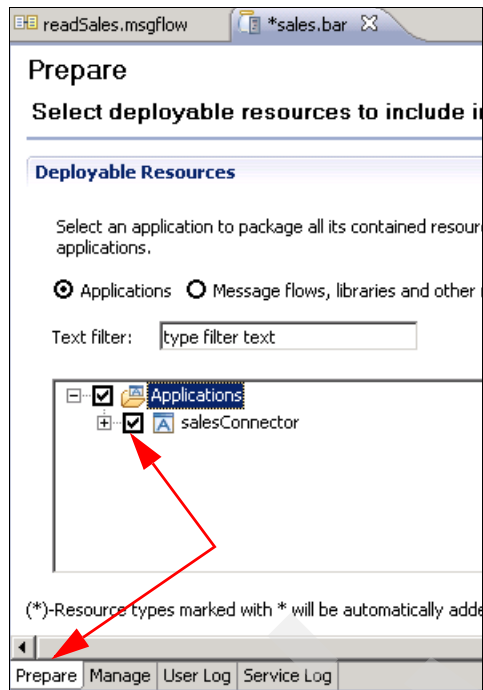 readSales.msgflow *sales.bar
Prepare
Select deployable resources to include
Deployable Resources
Select an application to package all its contained
applications.
Applications Message flows, libraries and other
Text filter: type filter text
Applications
salesConnector
(*)-Resource types marked with * will be automatically
Prepare Manage User Log Service Log